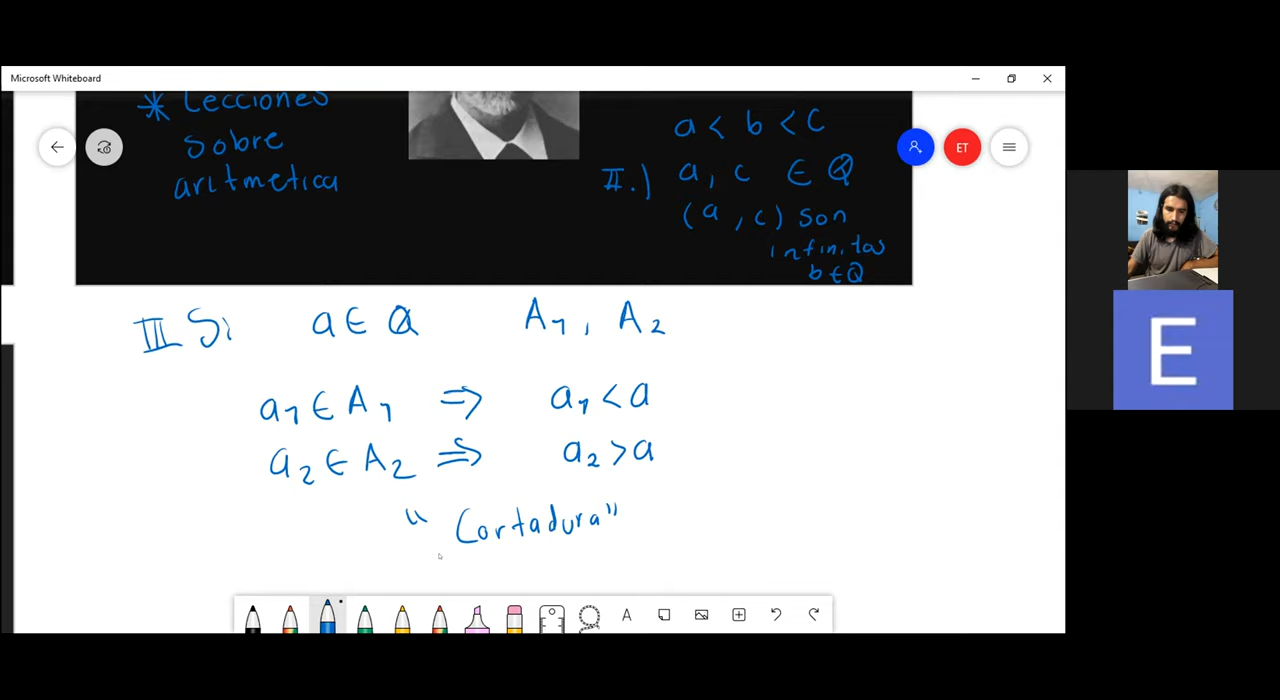 Microsoft Whiteboard
* Lecciones
sobre
aritmetica
a < b < c
II.) a, c ∈ Q
(a, c) son
infinitos
b ∈ Q
ET
III Si a ∈ Q A1, A2
a1 ∈ A1 ⇒ a1 < a
a2 ∈ A2 ⇒ a2 > a
“ Cortadura”
E
A